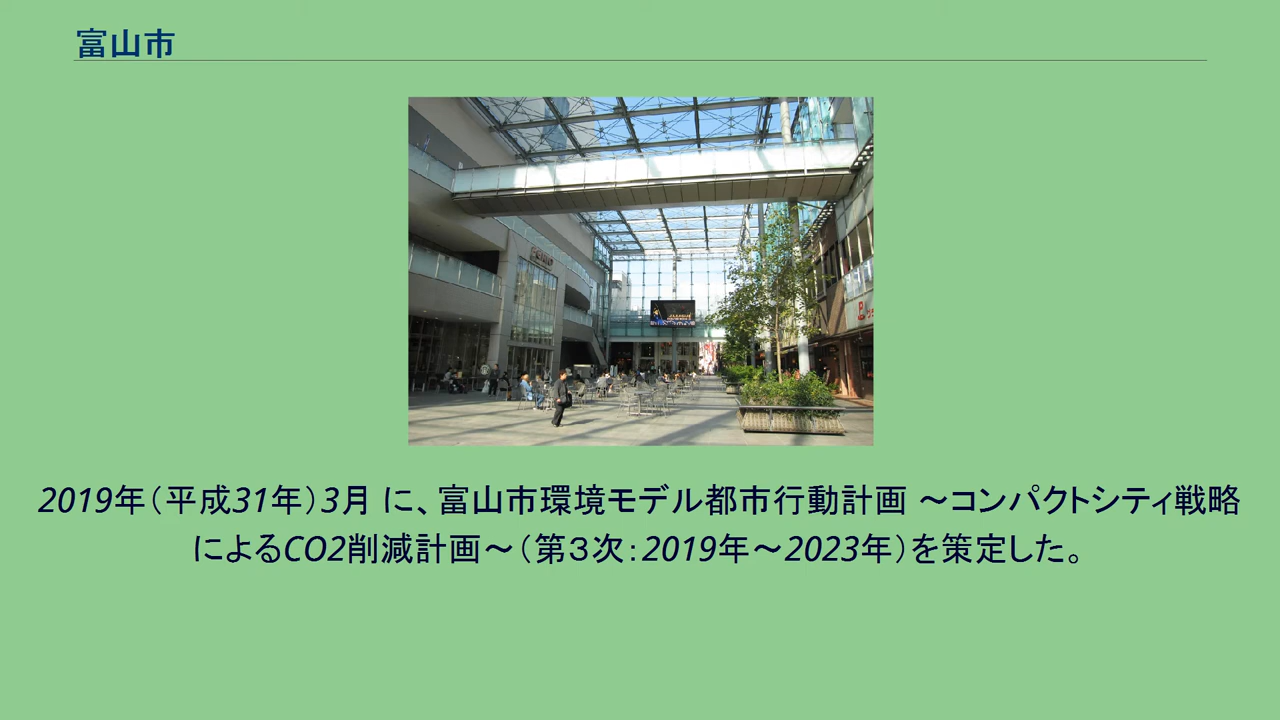 富山市
2019年（平成31年）3月 に、富山市環境モデル都市行動計画 ～コンパクトシティ戦略
によるCO2削減計画～（第３次：2019年～2023年）を策定した。